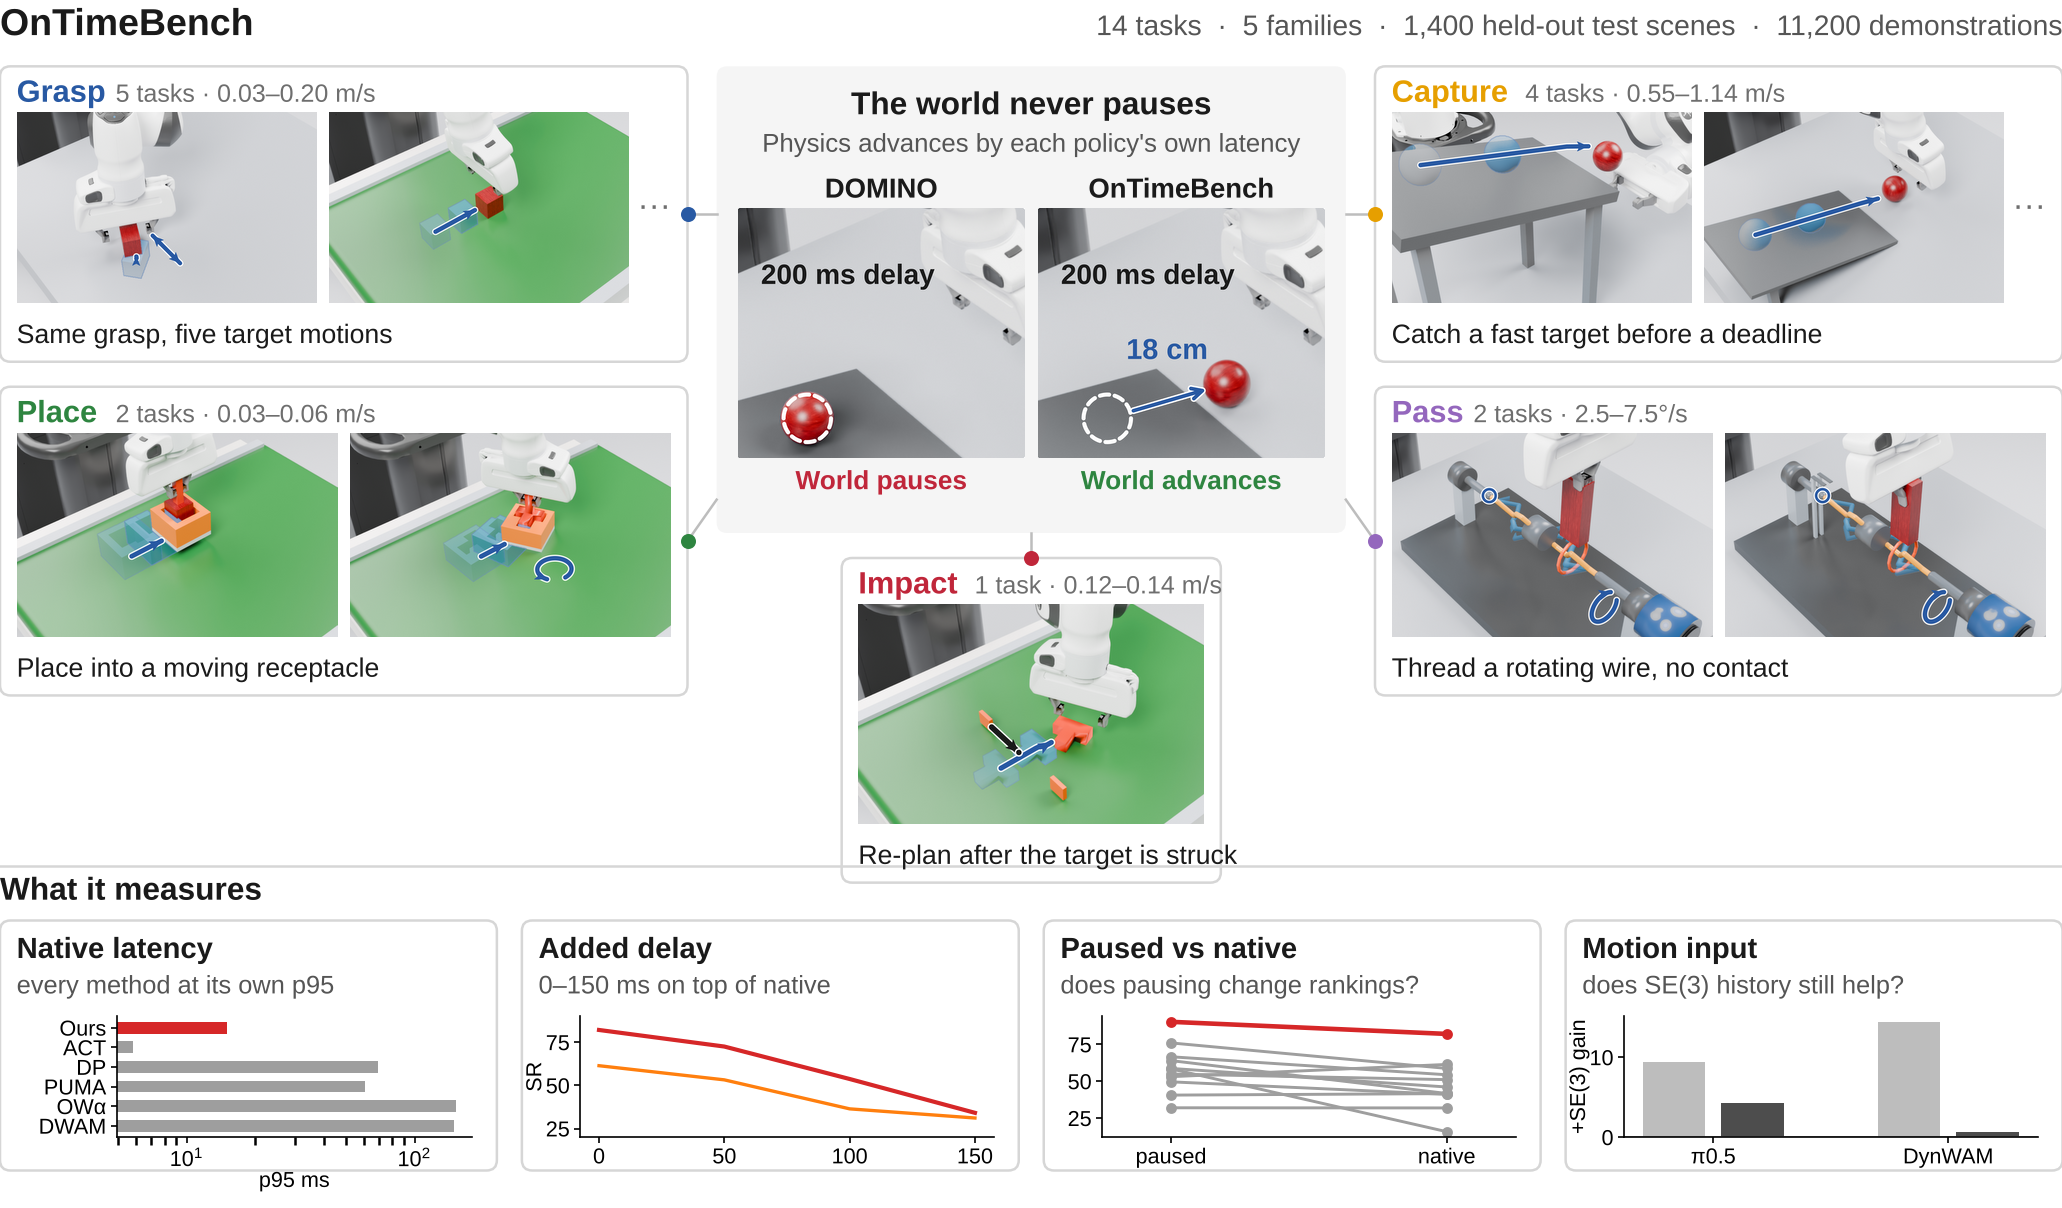 OnTimeBench
14 tasks · 5 families · 1,400 held-out test scenes · 11,200 demonstrations
Grasp 5 tasks · 0.03–0.20 m/s
...
Same grasp, five target motions
The world never pauses
Physics advances by each policy's own latency
DOMINO
OnTimeBench
200 ms delay
200 ms delay
18 cm
World pauses
World advances
Capture 4 tasks · 0.55–1.14 m/s
...
Catch a fast target before a deadline
Place 2 tasks · 0.03–0.06 m/s
Place into a moving receptacle
Pass 2 tasks · 2.5–7.5°/s
Thread a rotating wire, no contact
Impact 1 task · 0.12–0.14 m/s
Re-plan after the target is struck
What it measures
Native latency
every method at its own p95
Ours
ACT
DP
PUMA
OWα
DWAM
10¹ 10²
p95 ms
Added delay
0–150 ms on top of native
SR
75
50
25
0 50 100 150
Paused vs native
does pausing change rankings?
75
50
25
paused native
Motion input
does SE(3) history still help?
+SE(3) gain
10
0
π0.5 DynWAM